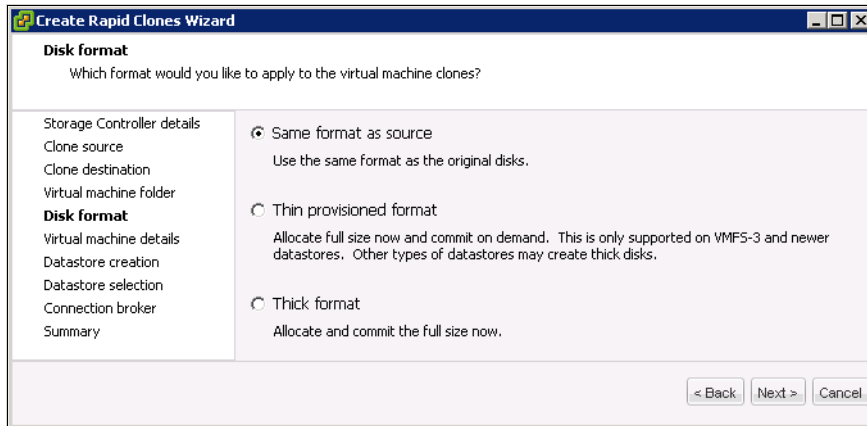 Create Rapid Clones Wizard
Disk format
Which format would you like to apply to the virtual machine clones?
Storage Controller details
Clone source
Clone destination
Virtual machine folder
Disk format
Virtual machine details
Datastore creation
Datastore selection
Connection broker
Summary
Same format as source
Use the same format as the original disks.
Thin provisioned format
Allocate full size now and commit on demand. This is only supported on VMFS-3 and newer
datastores. Other types of datastores may create thick disks.
Thick format
Allocate and commit the full size now.
< Back
Next >
Cancel